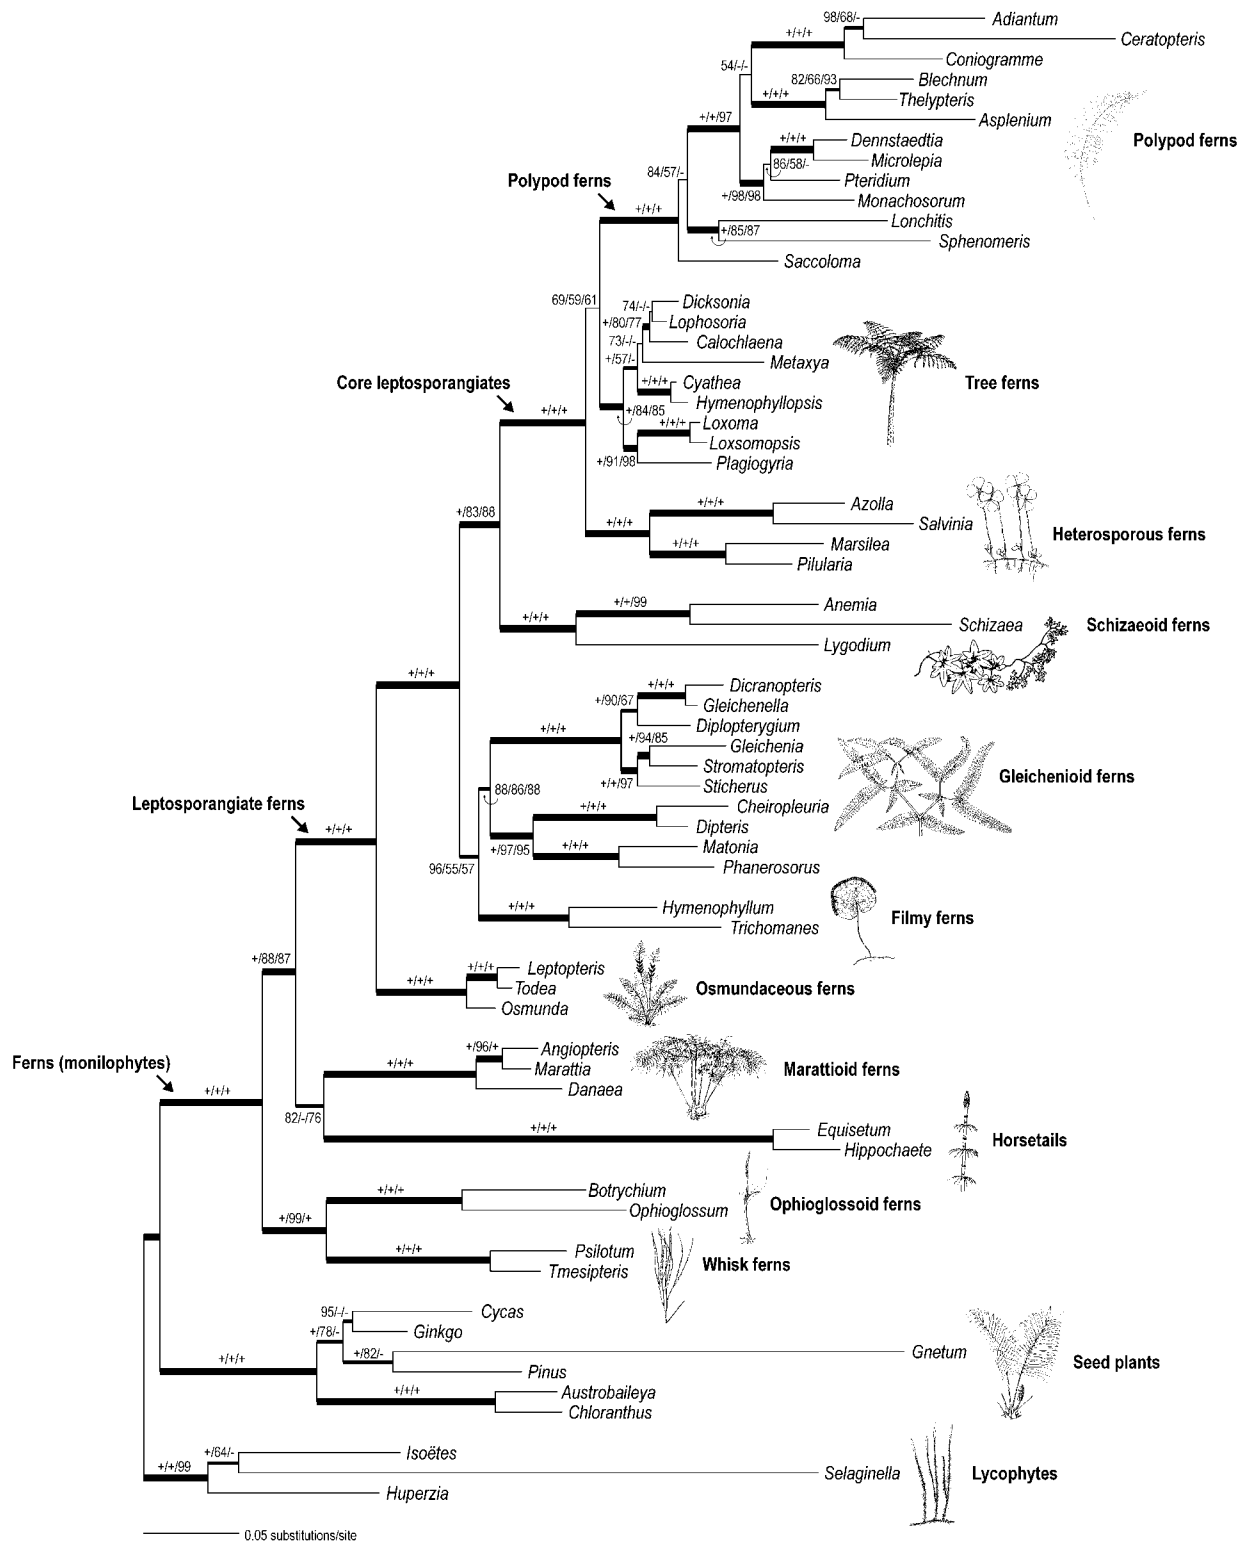 98/68/-
Adiantum
+/+/+
Ceratopteris
Coniogramme
54/-/-
82/66/93
Blechnum
+/+/+
Thelypteris
Asplenium
+/+/97
Polypod ferns
+/+/+
Dennstaedtia
Microlepia
86/58/-
84/57/-
Pteridium
Polypod ferns
+/98/98
Monachosorum
+/+/+
Lonchitis
+/85/87
Sphenomeris
Saccoloma
69/59/61
74/-/-
Dicksonia
+/80/77
Lophosoria
73/-/-
Calochlaena
+/57/-
Metaxya
Core leptosporangiates
+/+/+
Cyathea
Tree ferns
+/+/+
+/84/85
Hymenophyllopsis
+/+/+
Loxoma
Loxsomopsis
+/91/98
Plagiogyria
+/+/+
Azolla
+/83/88
+/+/+
Salvinia
Heterosporous ferns
+/+/+
Marsilea
Pilularia
+/+/99
Anemia
+/+/+
Schizaea
Schizaeoid ferns
Lygodium
+/+/+
+/+/+
Dicranopteris
+/90/67
Gleichenella
+/+/+
Diplopterygium
+/94/85
Gleichenia
Stromatopteris
Gleichenioid ferns
+/+/97
Sticherus
88/86/88
+/+/+
Cheiropleuria
Leptosporangiate ferns
+/+/+
Dipteris
+/97/95
+/+/+
Matonia
96/55/57
Phanerosorus
+/+/+
Hymenophyllum
Filmy ferns
Trichomanes
+/88/87
+/+/+
+/+/+
Leptopteris
Todea
Osmundaceous ferns
Osmunda
+/96/+
Angiopteris
Ferns (monilophytes)
+/+/+
Marattia
Marattioid ferns
+/+/+
Danaea
82/-/76
+/+/+
Equisetum
Horsetails
Hippochaete
+/+/+
Botrychium
+/99/+
Ophioglossum
Ophioglossoid ferns
+/+/+
Psilotum
Whisk ferns
Tmesipteris
95/-/-
Cycas
+/78/-
Ginkgo
+/+/+
+/82/-
Gnetum
Seed plants
Pinus
+/+/+
Austrobaileya
Chloranthus
+/64/-
Isoëtes
+/+/99
Selaginella
Lycophytes
Huperzia
0.05 substitutions/site